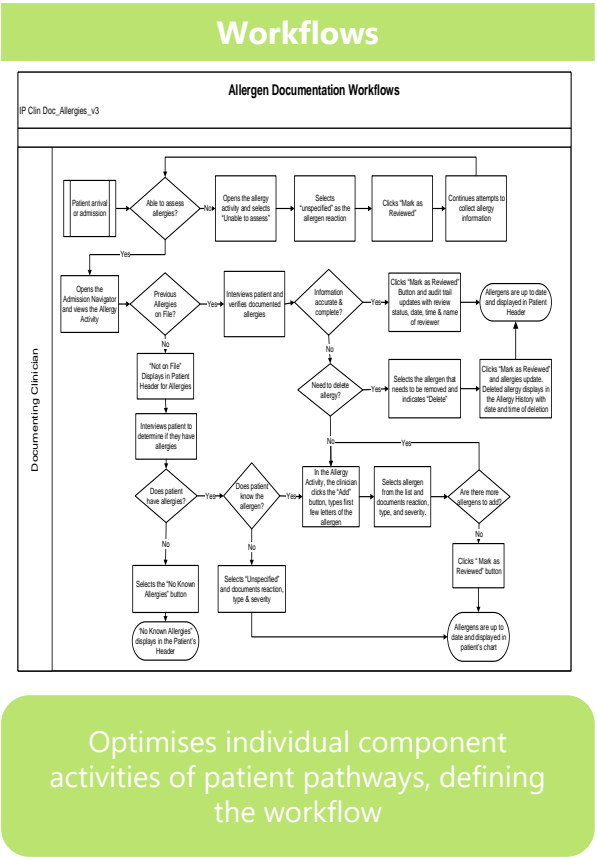 Workflows
Allergen Documentation Workflows
IP Clin Doc_Allergies_v3
Documenting Clinician
Patient arrival
or admission
Able to assess
allergies?
No
Opens the allergy
activity and selects
“Unable to assess”
Selects
“unspecified” as the
allergen reaction
Clicks “Mark as
Reviewed”
Continues attempts to
collect allergy
information
Yes
Opens the
Admission Navigator
and views the Allergy
Activity
Previous
Allergies
on File?
Yes
Interviews patient and
verifies documented
allergies
Information
accurate &
complete?
Yes
Clicks “Mark as Reviewed”
Button and audit trail
updates with review
status, date, time & name
of reviewer
Allergens are up to date
and displayed in Patient
Header
No
No
“Not on File”
Displays in Patient
Header for Allergies
Need to delete
allergy?
Yes
Selects the allergen that
needs to be removed and
indicates “Delete”
Clicks “Mark as Reviewed”
and allergies update.
Deleted allergy displays in
the Allergy History with
date and time of deletion
Interviews patient to
determine if they have
allergies
No
Yes
Does patient
have allergies?
Yes
Does patient
know the
allergen?
Yes
In the Allergy
Activity, the clinician
clicks the “Add”
button, types first
few letters of the
allergen
Selects allergen
from the list and
documents reaction,
type, and severity.
Are there more
allergens to add?
No
No
No
Selects the “No Known
Allergies” button
Selects “Unspecified”
and documents reaction,
type & severity
Clicks “ Mark as
Reviewed” button
“No Known Allergies”
displays in the Patient’s
Header
Allergens are up to
date and displayed in
patient’s chart
Optimises individual component
activities of patient pathways, defining
the workflow